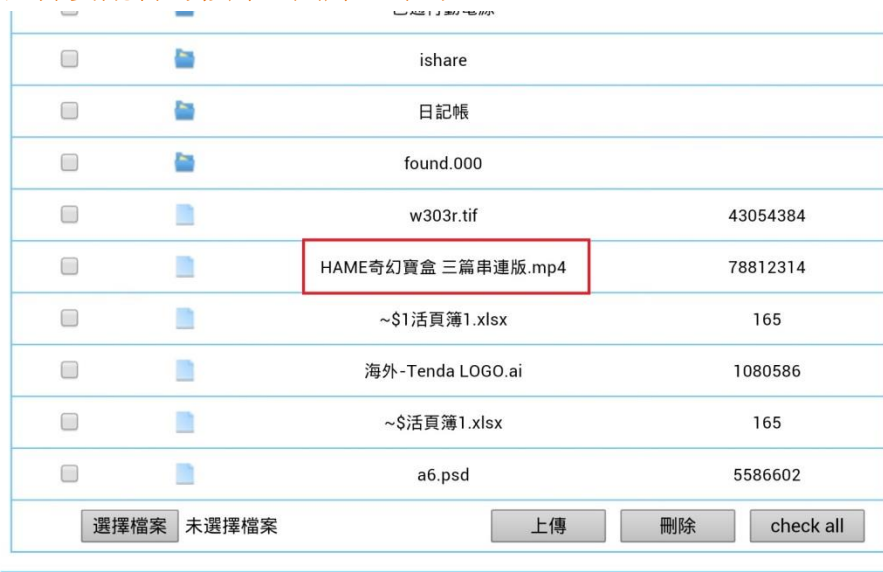 ishare
日記帳
found.000
w303r.tif 43054384
HAME奇幻寶盒 三篇串連版.mp4 78812314
~$1活頁簿1.xlsx 165
海外-Tenda LOGO.ai 1080586
~$活頁簿1.xlsx 165
a6.psd 5586602
選擇檔案 未選擇檔案 上傳 刪除 check all